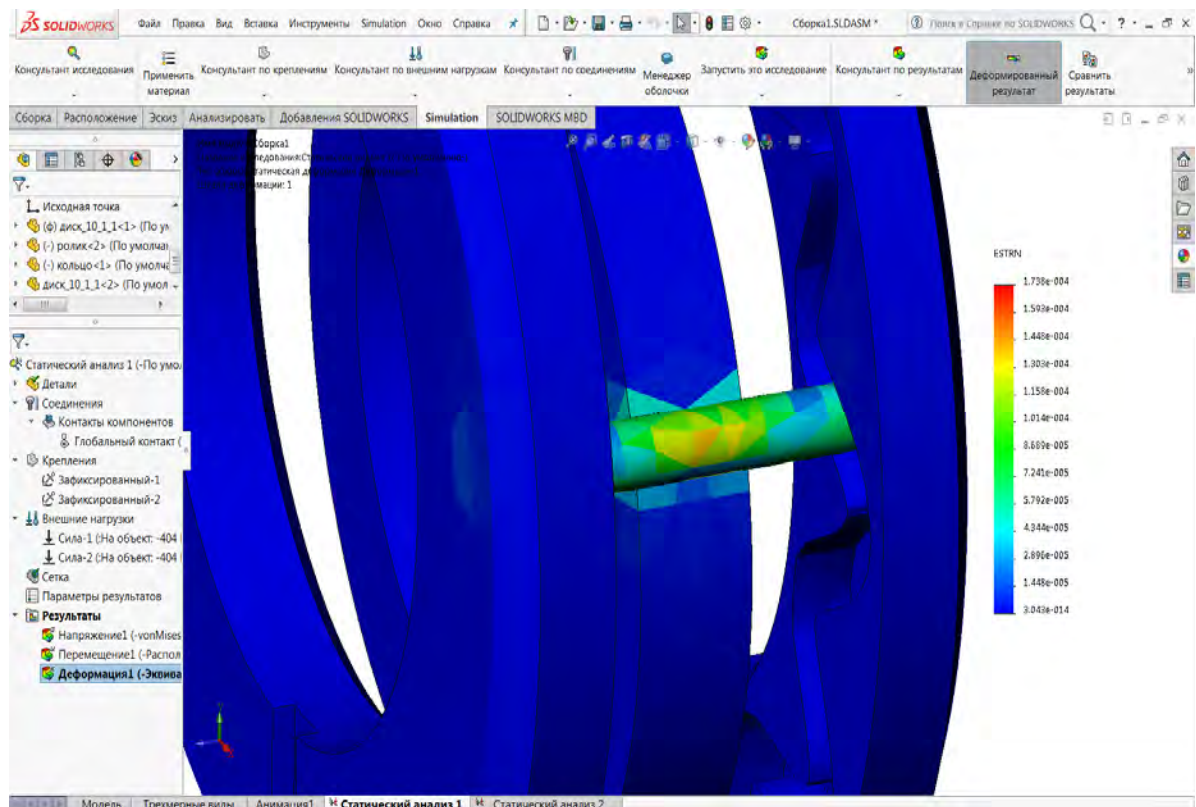 SOLIDWORKS
Файл Правка Вид Вставка Инструменты Simulation Окно Справка
Сборка1.SLDASM *
Поиск в Справке по SOLIDWORKS
Консультант исследования
Применить
материал
Консультант по креплениям
Консультант по внешним нагрузкам
Консультант по соединениям
Менеджер
оболочки
Запустить это исследование
Консультант по результатам
Деформированный
результат
Сравнить
результаты
Сборка Расположение Эскиз Анализировать Добавления SOLIDWORKS Simulation SOLIDWORKS MBD
Сборка1
Исходная точка
(ф) диск_10_1_1<1> (По ум
(-) ролик<2> (По умолчан
(-) кольцо<1> (По умолча
диск_10_1_1<2> (По умол
Статический анализ 1 (-По умол
Детали
Соединения
Контакты компонентов
Глобальный контакт (
Крепления
Зафиксированный-1
Зафиксированный-2
Внешние нагрузки
Сила-1 (:На объект: -404
Сила-2 (:На объект: -404
Сетка
Параметры результатов
Результаты
Напряжение1 (-vonMises
Перемещение1 (-Распол
Деформация1 (-Эквива
ESTRN
1.738e-004
1.593e-004
1.448e-004
1.303e-004
1.158e-004
1.014e-004
8.689e-005
7.241e-005
5.792e-005
4.344e-005
2.896e-005
1.448e-005
3.043e-014
Модель Трехмерные виды Анимация1 Статический анализ 1 Статический анализ 2